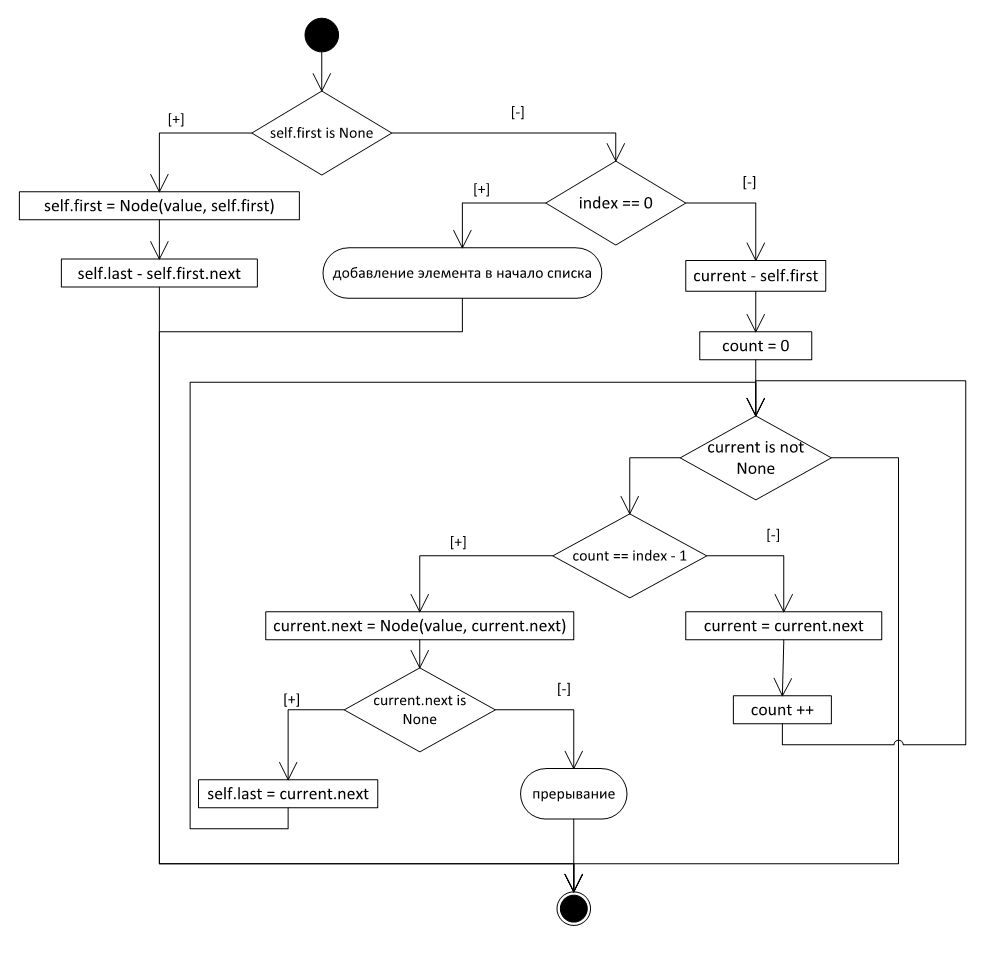 [+]
[-]
self.first is None
[+]
[-]
self.first = Node(value, self.first)
index == 0
self.last - self.first.next
добавление элемента в начало списка
current - self.first
count = 0
current is not
None
[+]
[-]
count == index - 1
current.next = Node(value, current.next)
current = current.next
[+]
[-]
current.next is
None
count ++
self.last = current.next
прерывание